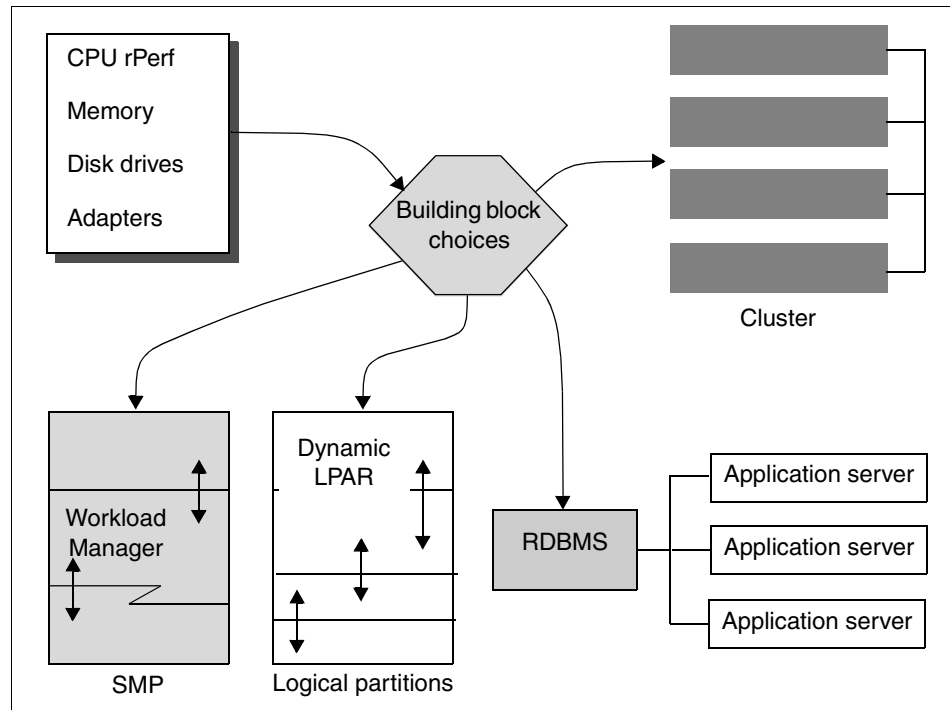 CPU rPerf
Memory
Disk drives
Adapters
Building block
choices
Cluster
Workload
Manager
SMP
Dynamic
LPAR
Logical partitions
RDBMS
Application server
Application server
Application server